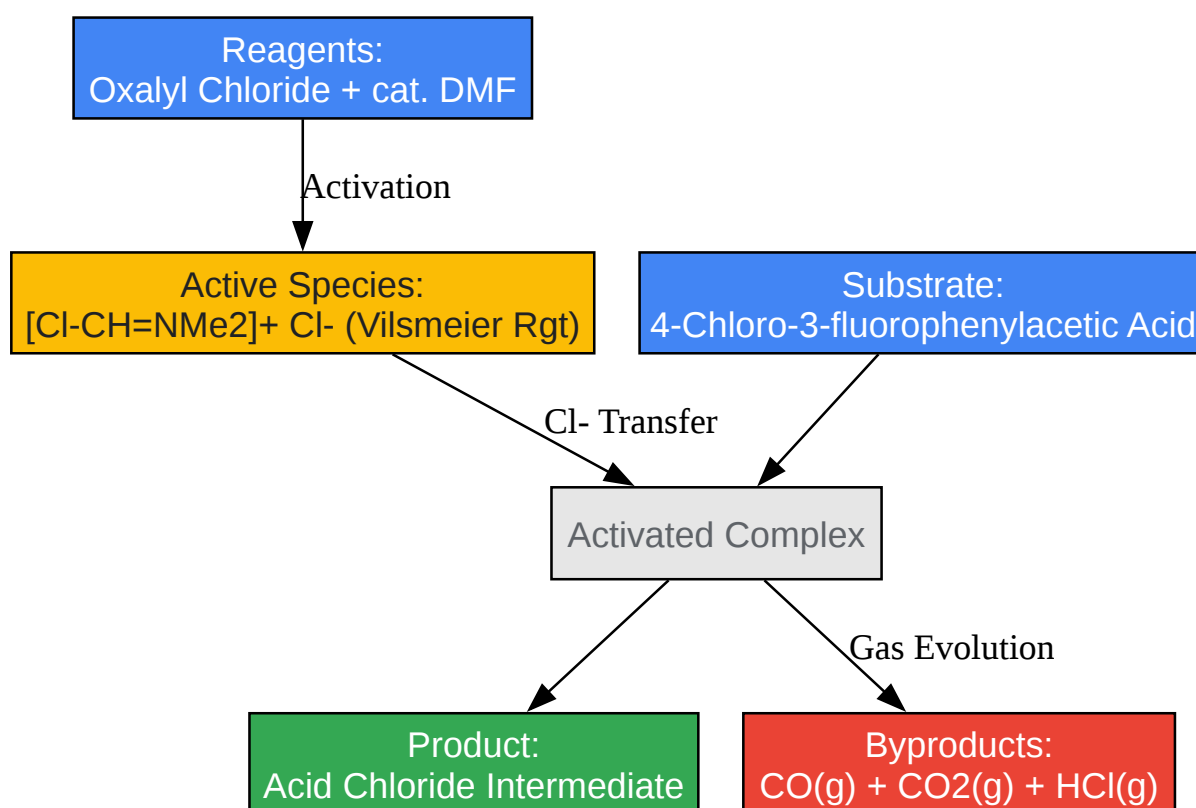 Reagents:
Oxalyl Chloride + cat. DMF
Activation
Active Species:
[Cl-CH=NMe2]+ Cl- (Vilsmeier Rgt)
Substrate:
4-Chloro-3-fluorophenylacetic Acid
Cl- Transfer
Activated Complex
Gas Evolution
Product:
Acid Chloride Intermediate
Byproducts:
CO(g) + CO2(g) + HCl(g)